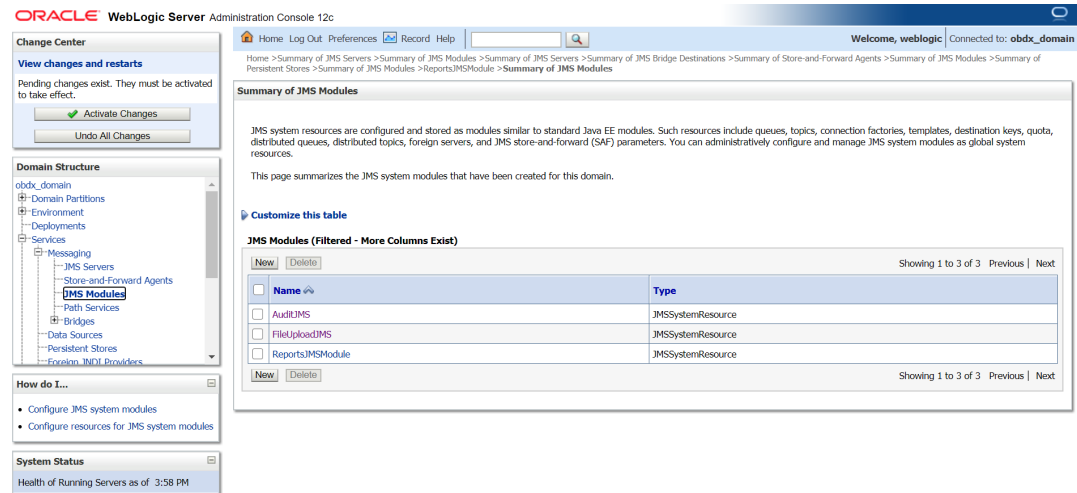 ORACLE WebLogic Server Administration Console 12c
Change Center
View changes and restarts
Pending changes exist. They must be activated
to take effect.
Activate Changes
Undo All Changes
Domain Structure
obdx_domain
Domain Partitions
Environment
Deployments
Services
Messaging
JMS Servers
Store-and-Forward Agents
JMS Modules
Path Services
Bridges
Data Sources
Persistent Stores
Foreign JNDI Providers
How do I...
Configure JMS system modules
Configure resources for JMS system modules
System Status
Health of Running Servers as of 3:58 PM
Home Log Out Preferences Record Help
Welcome, weblogic Connected to: obdx_domain
Home >Summary of JMS Servers >Summary of JMS Modules >Summary of JMS Servers >Summary of JMS Bridge Destinations >Summary of Store-and-Forward Agents >Summary of JMS Modules >Summary of
Persistent Stores >Summary of JMS Modules >ReportsJMSModule >Summary of JMS Modules
Summary of JMS Modules
JMS system resources are configured and stored as modules similar to standard Java EE modules. Such resources include queues, topics, connection factories, templates, destination keys, quota,
distributed queues, distributed topics, foreign servers, and JMS store-and-forward (SAF) parameters. You can administratively configure and manage JMS system modules as global system
resources.
This page summarizes the JMS system modules that have been created for this domain.
Customize this table
JMS Modules (Filtered - More Columns Exist)
New Delete Showing 1 to 3 of 3 Previous | Next
Name Type
AuditJMS JMSSystemResource
FileUploadJMS JMSSystemResource
ReportsJMSModule JMSSystemResource
New Delete Showing 1 to 3 of 3 Previous | Next